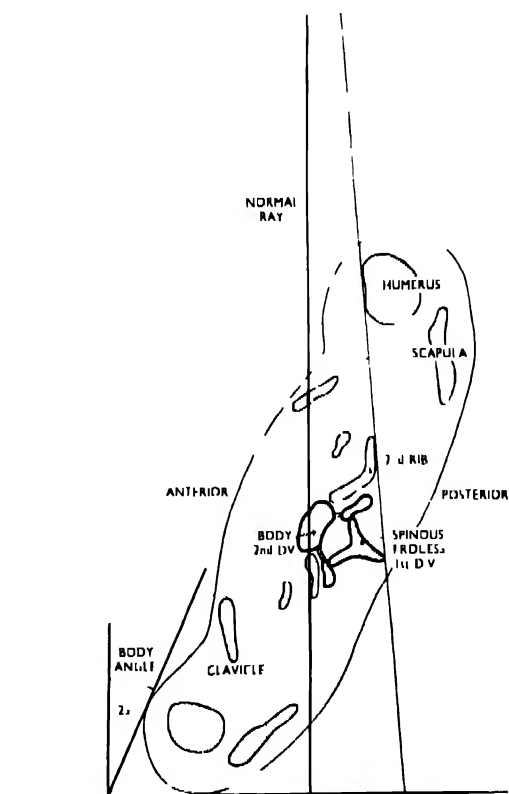 NORMAL
RAY
HUMERUS
SCAPULA
RIB
ANTERIOR
POSTERIOR
BODY
2nd DV
SPINOUS
1st DV
BODY
ANGLE
CLAVICLE